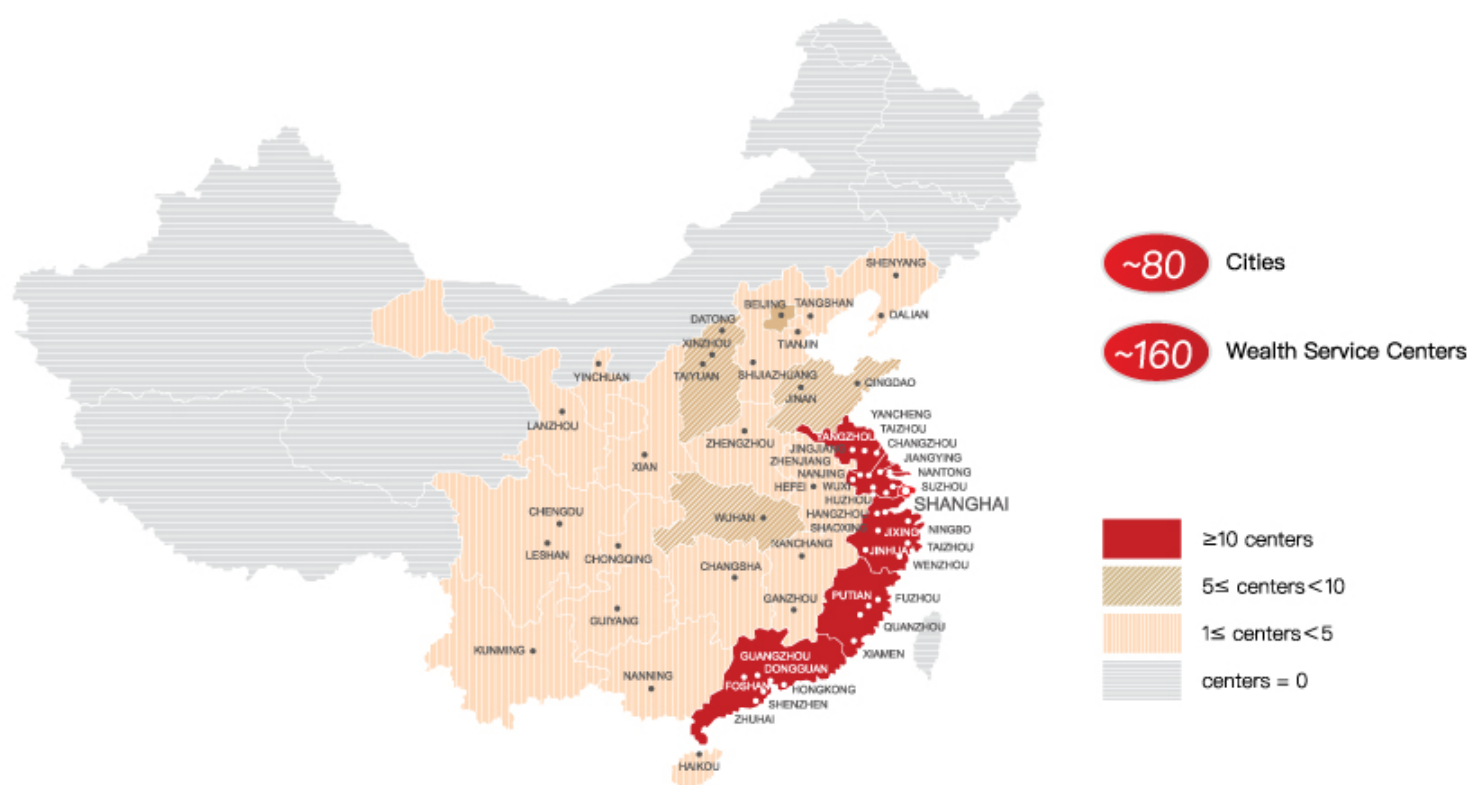 SHENYANG
BEIJING
TANGSHAN
DATONG
DALIAN
TIANJIN
XINZHOU
YINCHUAN
TAIYUAN
SHIJIAZHUANG
QINGDAO
JINAN
LANZHOU
YANCHENG
TAIZHOU
YANGZHOU
CHANGZHOU
ZHENGZHOU
JINGJIANG
JIANGYING
ZHENJIANG
XIAN
NANJING
NANTONG
HEFEI
WUXI
SUZHOU
HUZHOU
SHANGHAI
CHENGDU
HANGZHOU
WUHAN
SHAOXING
JIXING
NINGBO
NANCHANG
TAIZHOU
LESHAN
CHONGQING
JINHUA
WENZHOU
CHANGSHA
GANZHOU
PUTIAN
FUZHOU
GUIYANG
QUANZHOU
KUNMING
GUANGZHOU
XIAMEN
DONGGUAN
NANNING
FOSHAN
HONGKONG
SHENZHEN
ZHUHAI
HAIKOU
~80 Cities
~160 Wealth Service Centers
≥10 centers
5≤ centers<10
1≤ centers<5
centers = 0